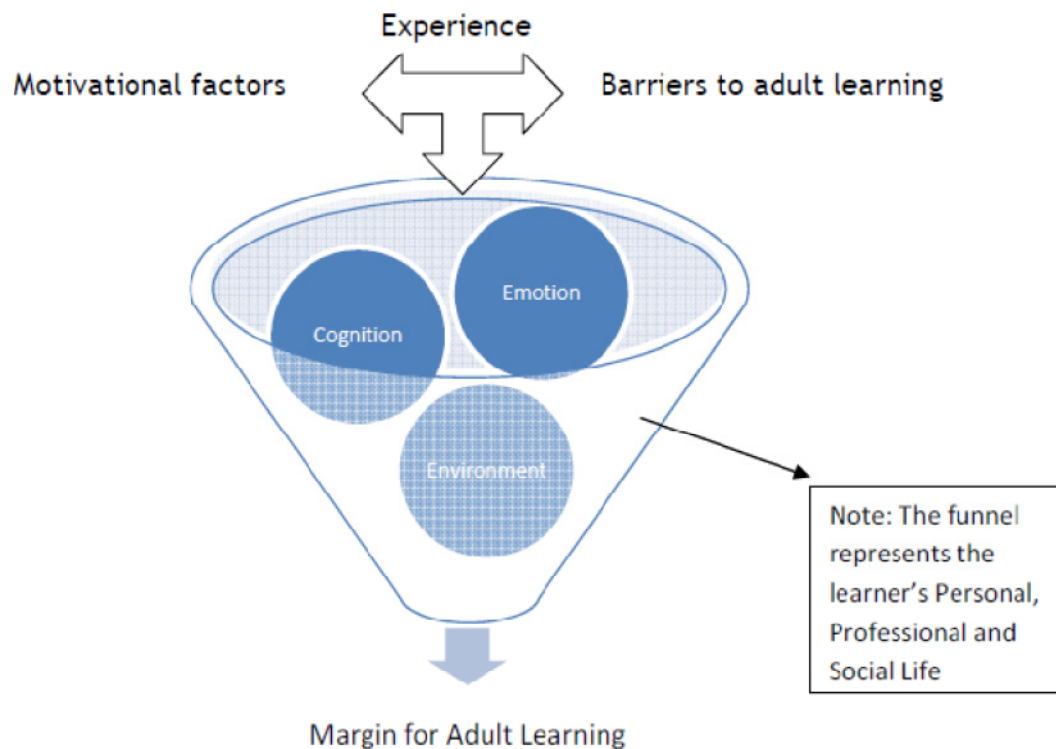 Experience
Motivational factors
Barriers to adult learning
Emotion
Cognition
Environment
Note: The funnel
represents the
learner's Personal,
Professional and
Social Life
Margin for Adult Learning